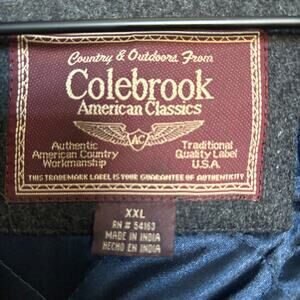 Country & Outdoors From
Colebrook
American Classics
AC
Authentic
American Country
Workmanship
Traditional
Quality Label
U.S.A.
THIS TRADEMARK LABEL IS YOUR GUARANTEE OF AUTHENTICITY
XXL
RN # 54163
MADE IN INDIA
HECHO EN INDIA